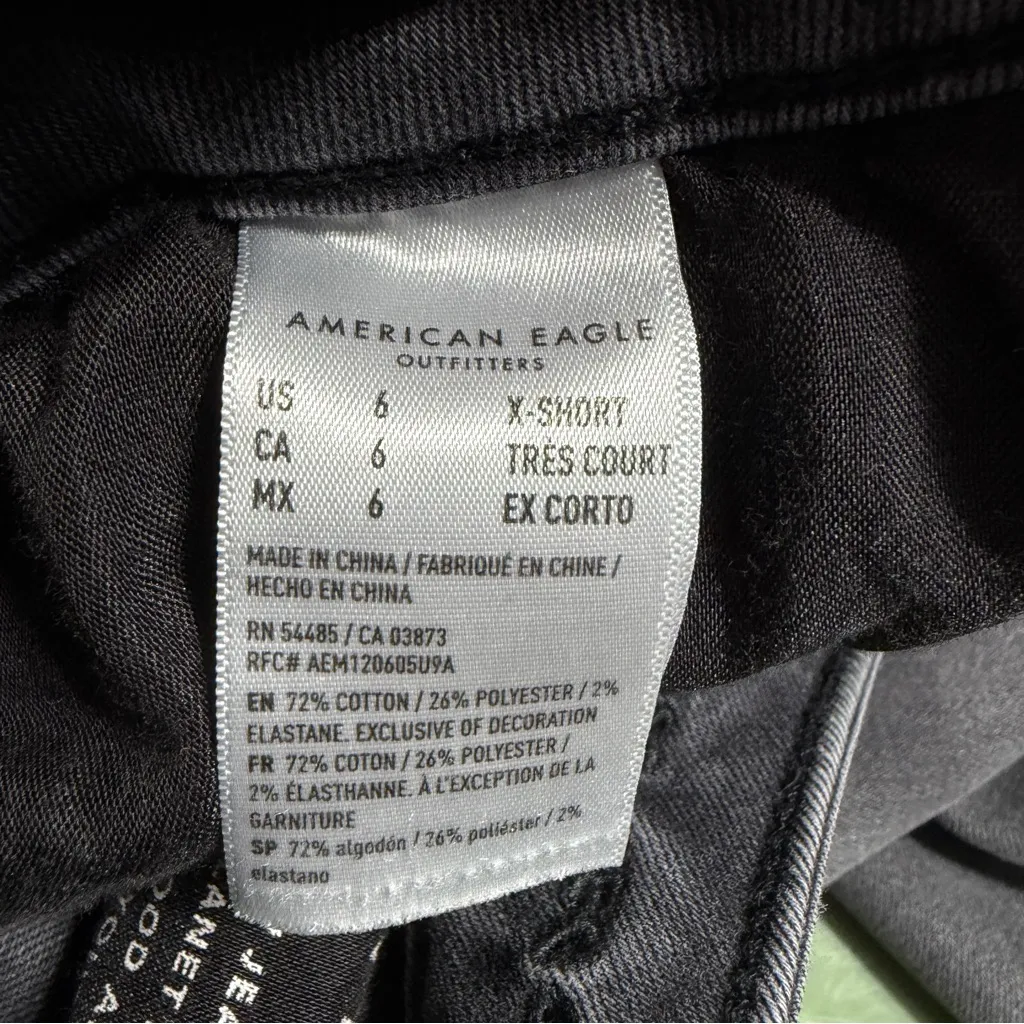 AMERICAN EAGLE
OUTFITTERS
US 6 X-SHORT
CA 6 TRÈS COURT
MX 6 EX CORTO
MADE IN CHINA / FABRIQUÉ EN CHINE /
HECHO EN CHINA
RN 54485 / CA 03873
RFC# AEM120605U9A
EN 72% COTTON / 26% POLYESTER / 2%
ELASTANE. EXCLUSIVE OF DECORATION
FR 72% COTON / 26% POLYESTER /
2% ÉLASTHANNE. À L'EXCEPTION DE LA
GARNITURE
SP 72% algodón / 26% poliéster / 2%
elastano